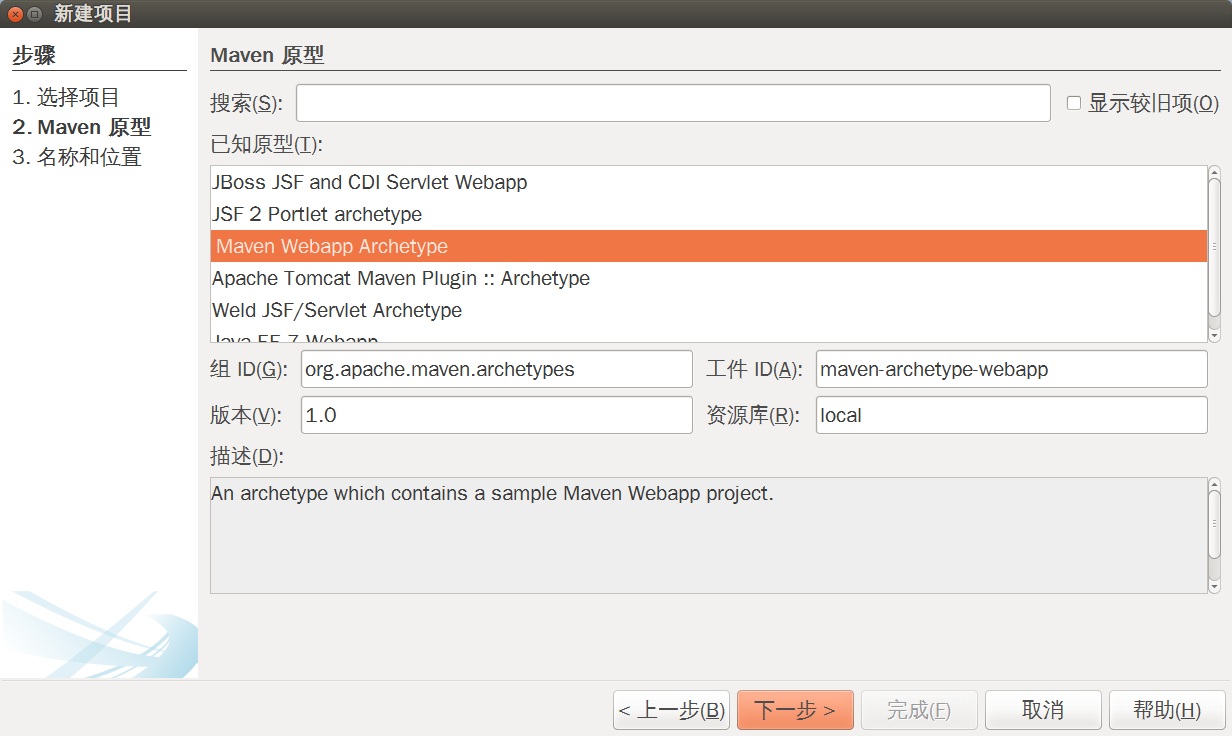 新建项目
步骤
1. 选择项目
2. Maven 原型
3. 名称和位置
Maven 原型
搜索(S):
显示较旧项(O)
已知原型(T):
JBoss JSF and CDI Servlet Webapp
JSF 2 Portlet archetype
Maven Webapp Archetype
Apache Tomcat Maven Plugin :: Archetype
Weld JSF/Servlet Archetype
Java EE 7 Webapp
组 ID(G): org.apache.maven.archetypes 工件 ID(A): maven-archetype-webapp
版本(V): 1.0 资源库(R): local
描述(D):
An archetype which contains a sample Maven Webapp project.
< 上一步(B) 下一步 > 完成(F) 取消 帮助(H)